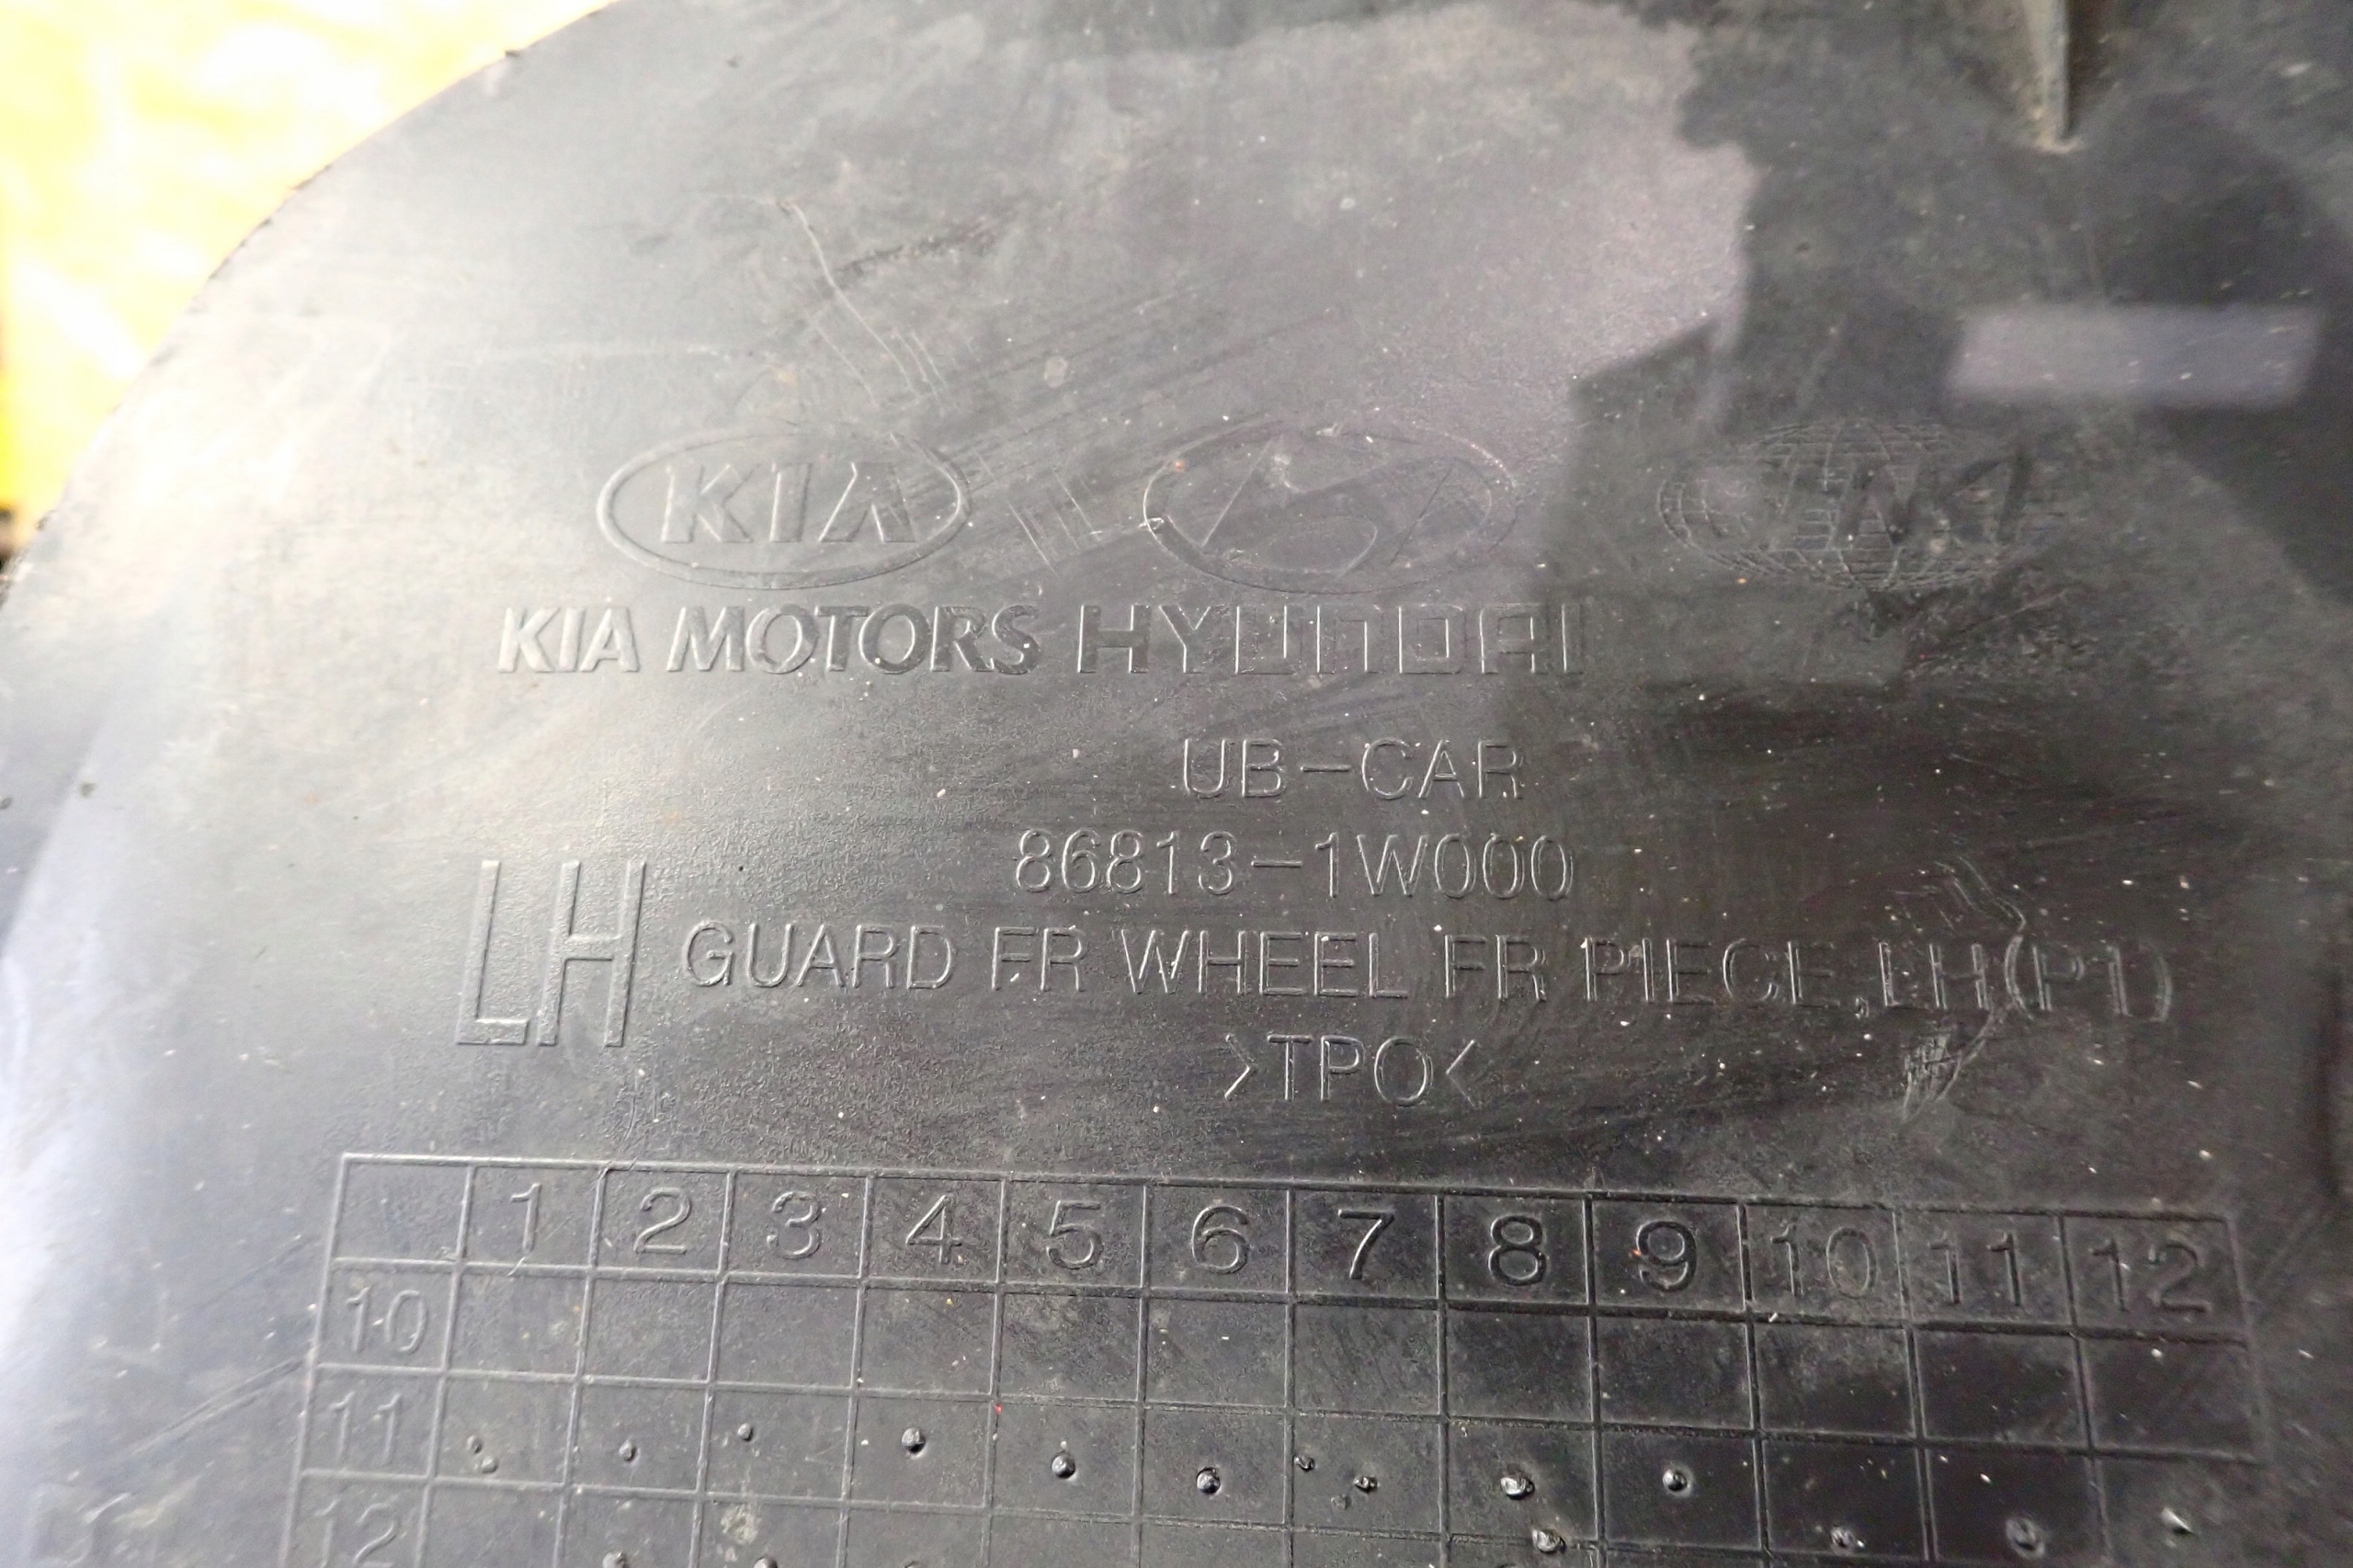 KIA
KIA MOTORS HYUNDAI
UB-CAR
86813-1W000
LH GUARD FR WHEEL FR PIECE,LH(P1)
>TPO<
1 2 3 4 5 6 7 8 9 10 11 12
10
11
12